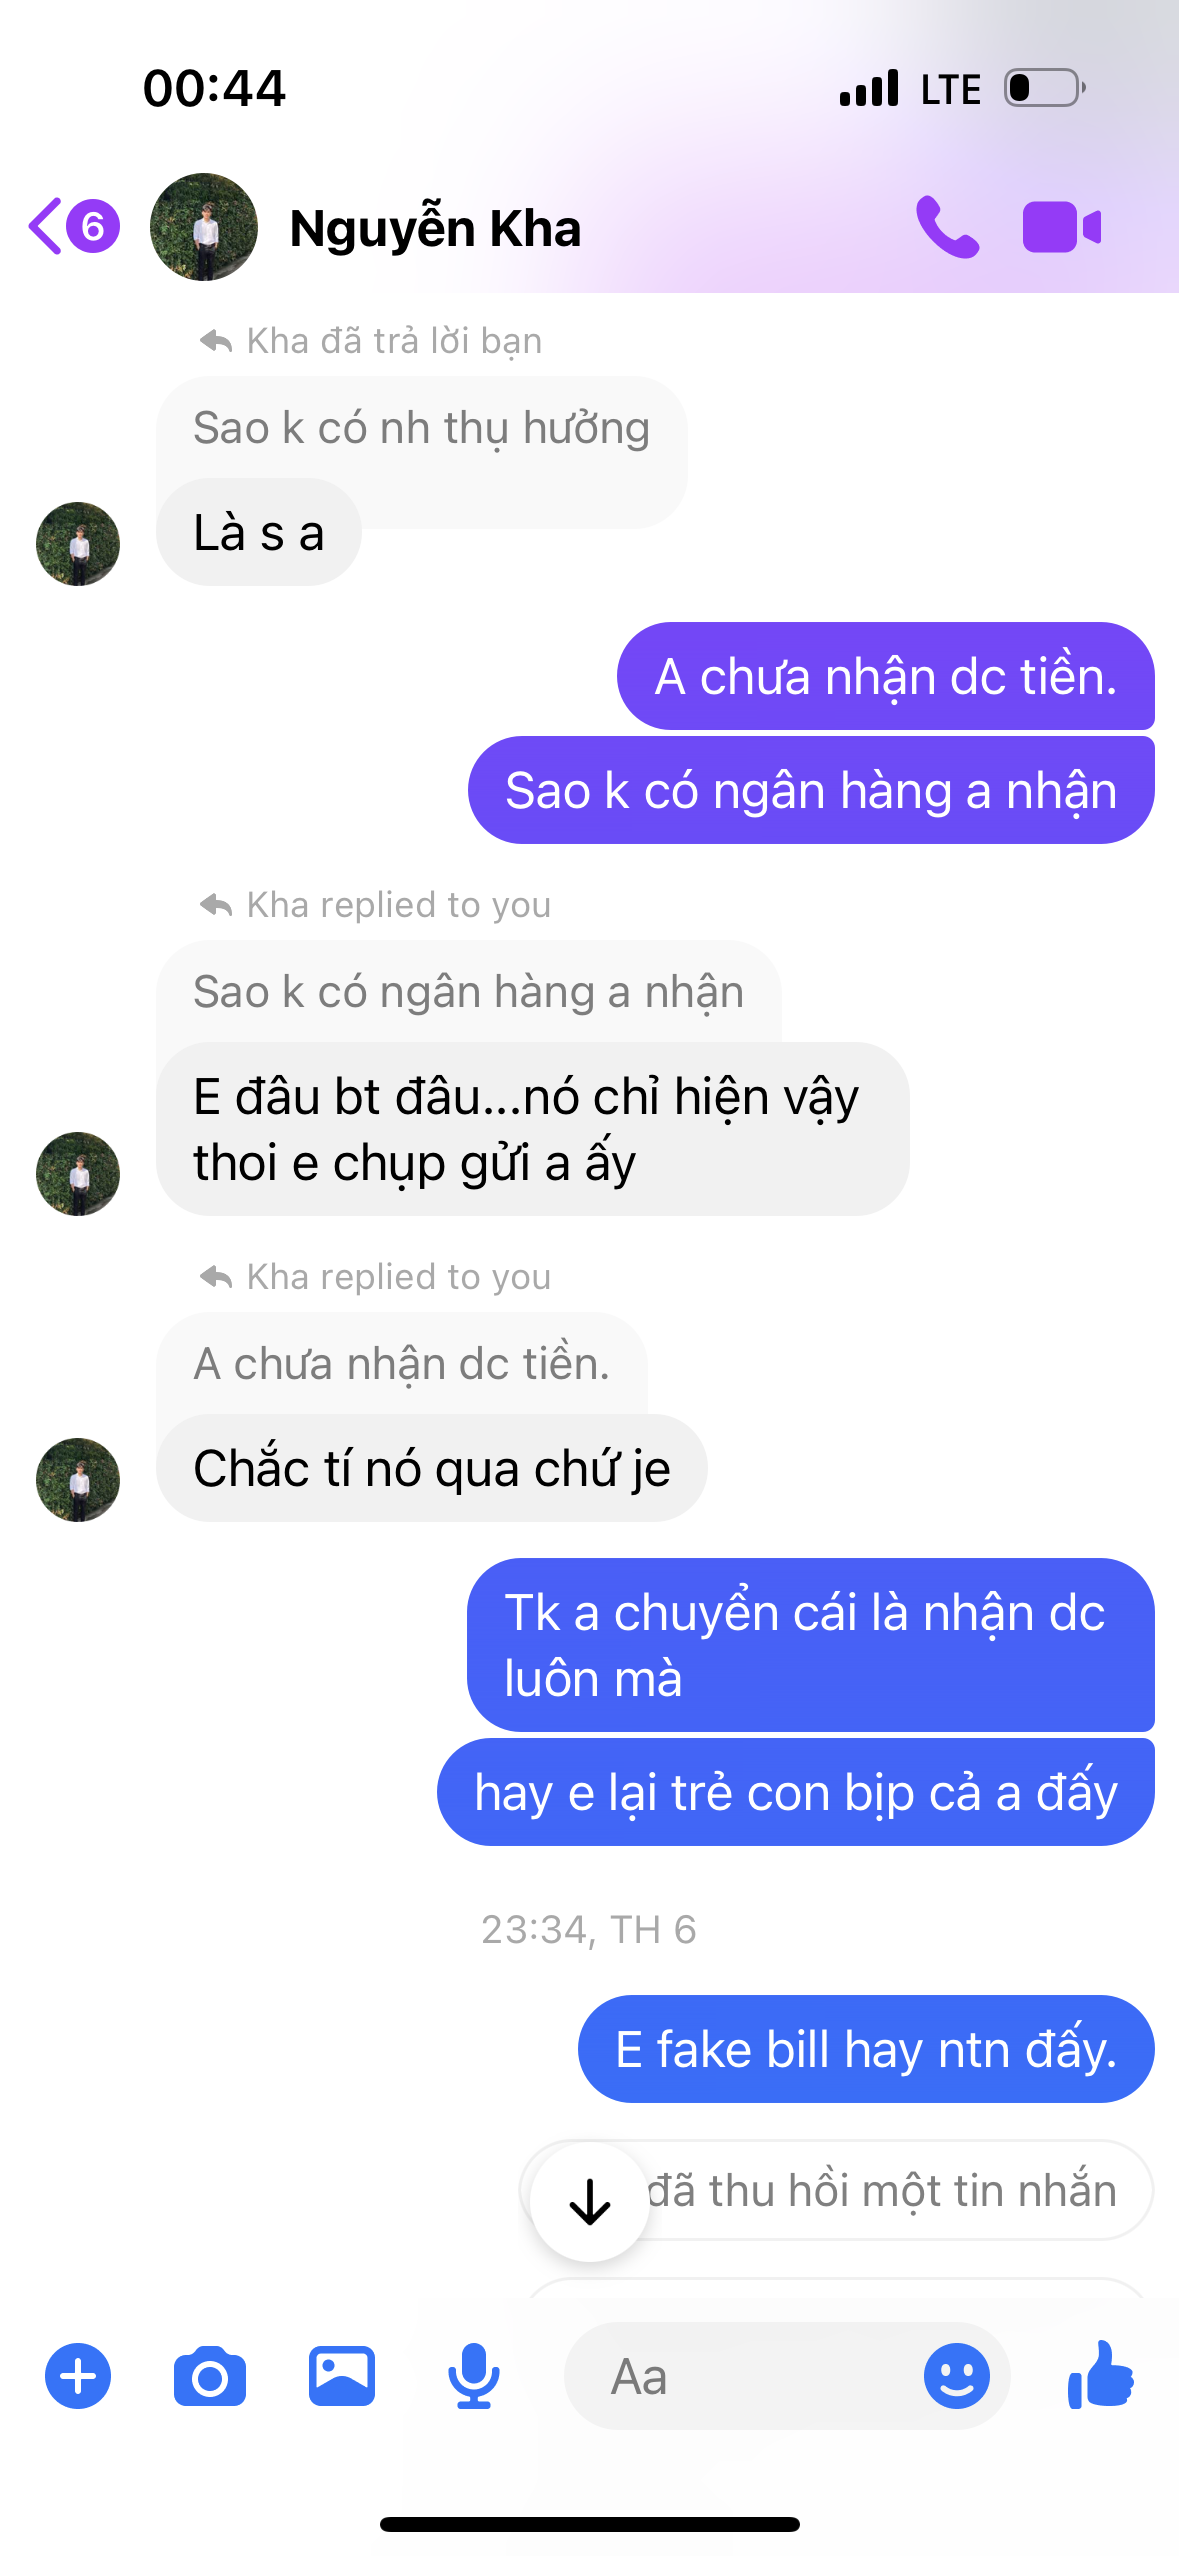 00:44
LTE
6
Nguyễn Kha
Kha đã trả lời bạn
Sao k có nh thụ hưởng
Là s a
A chưa nhận dc tiền.
Sao k có ngân hàng a nhận
Kha replied to you
Sao k có ngân hàng a nhận
E đâu bt đâu...nó chỉ hiện vậy
thoi e chụp gửi a ấy
Kha replied to you
A chưa nhận dc tiền.
Chắc tí nó qua chứ je
Tk a chuyển cái là nhận dc
luôn mà
hay e lại trẻ con bịp cả a đấy
23:34, TH 6
E fake bill hay ntn đấy.
đã thu hồi một tin nhắn
Aa